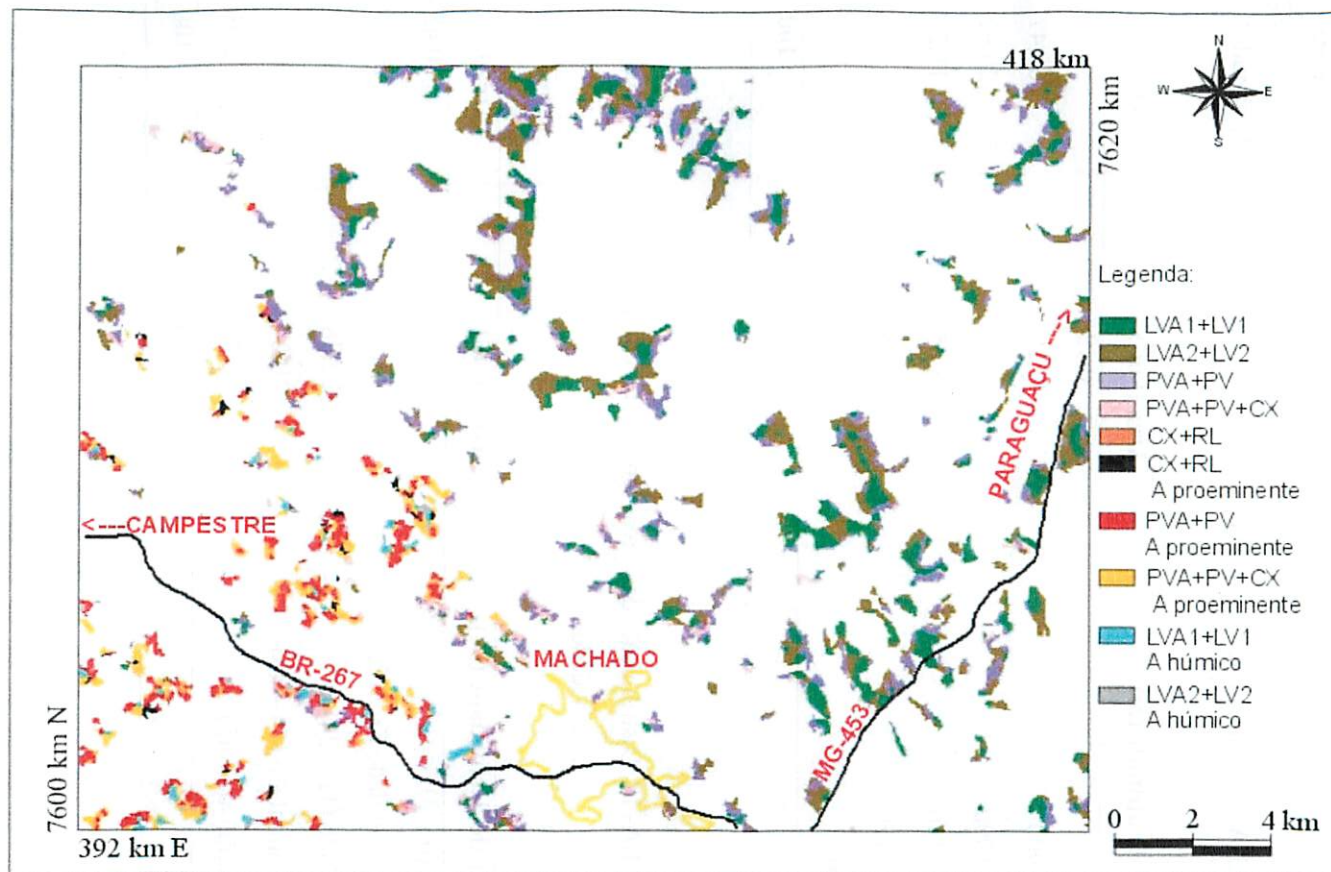 418 km
N
W
E
S
7620 km
Legenda:
LVA1+LV1
LVA2+LV2
PVA+PV
PVA+PV+CX
CX+RL
CX+RL
A proeminente
PVA+PV
A proeminente
PVA+PV+CX
A proeminente
LVA1+LV1
A húmico
LVA2+LV2
A húmico
PARAGUAÇU --->
<---CAMPESTRE
BR-267
MACHADO
MG-453
7600 km N
392 km E
0 2 4 km